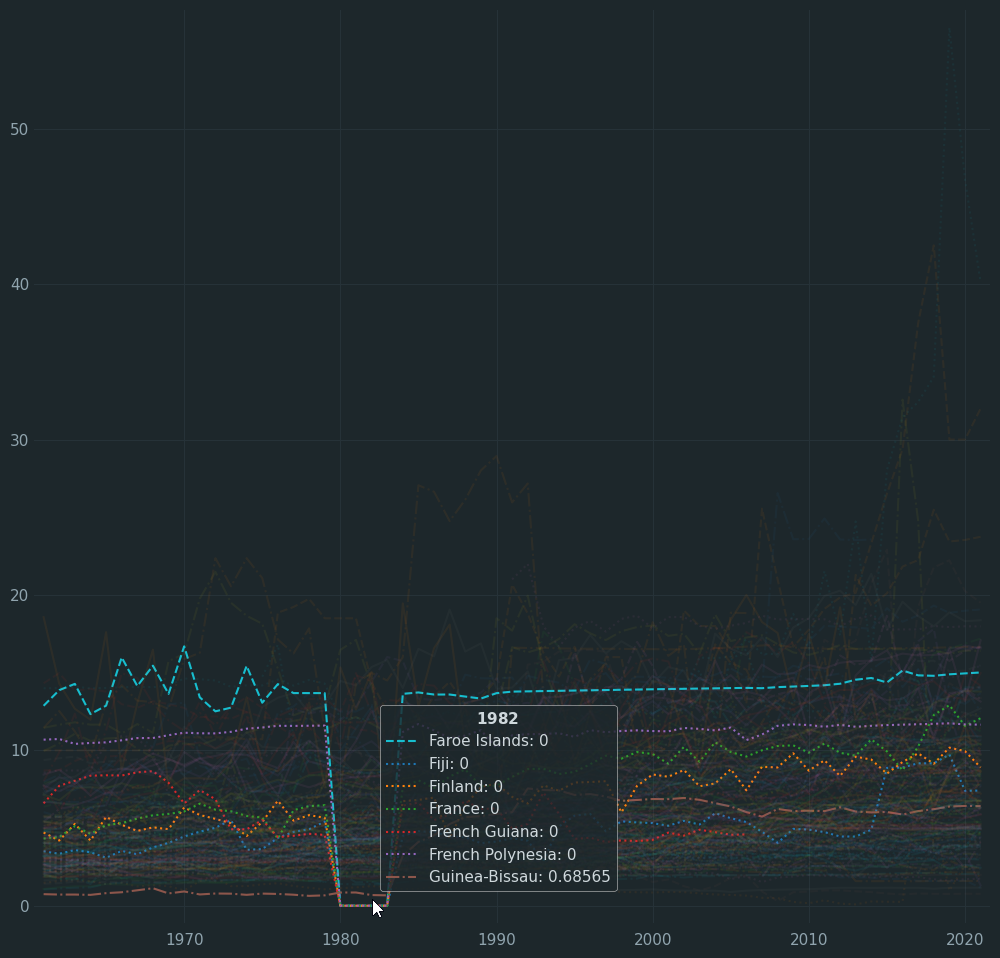 50
40
30
20
10
0
1982
Faroe Islands: 0
Fiji: 0
Finland: 0
France: 0
French Guiana: 0
French Polynesia: 0
Guinea-Bissau: 0.68565
1970 1980 1990 2000 2010 2020